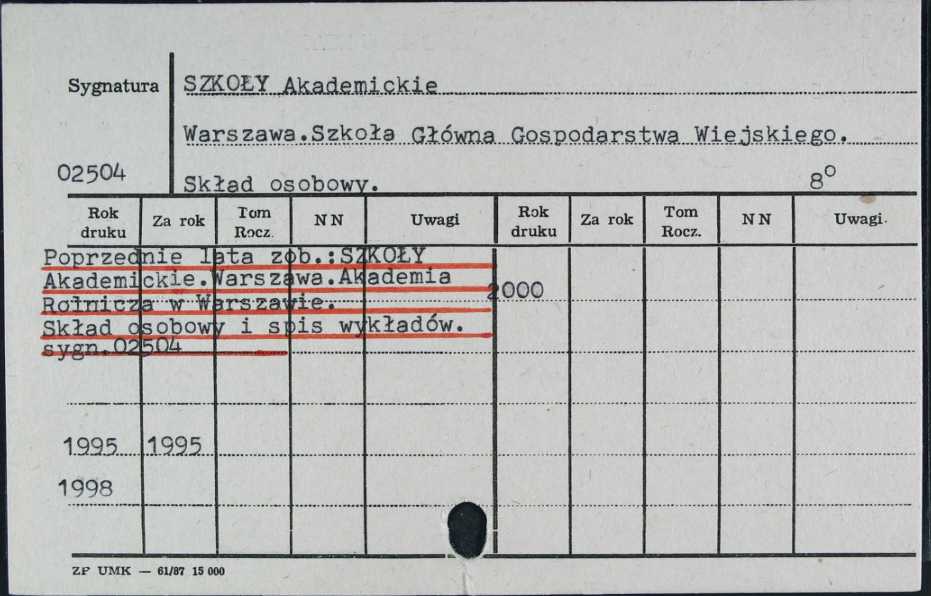 Sygnatura
SZKOŁY Akademickie
Warszawa.Szkoła Główna Gospodarstwa Wiejskiego.
02504
Skład osobowy.
8°
Rok druku Za rok Tom Rocz. N N Uwagi Rok druku Za rok Tom Rocz. N N Uwagi.
Poprzednie lata zob.:SZKOŁY
Akademickie.Warszawa.Akademia
Rolnicza w Warszawie.
Skład osobowy i spis wykładów.
sygn.02504
2000
1995 1995
1998
ZP UMK — 61/87 15 000